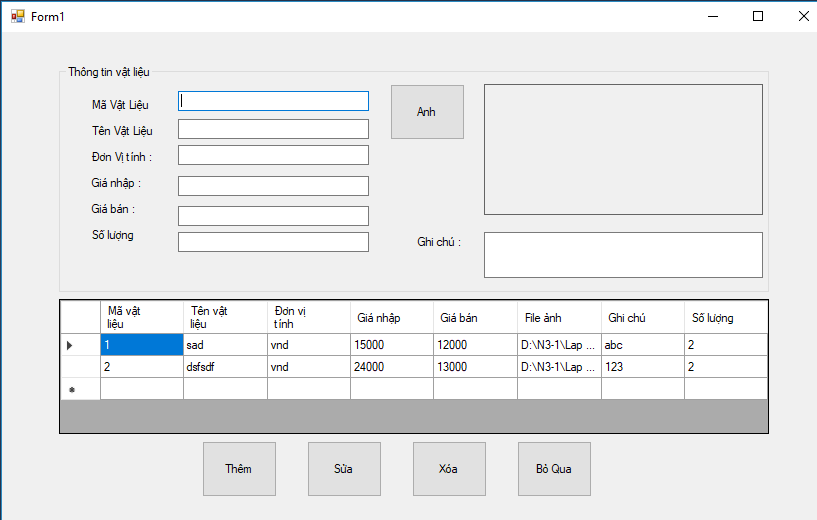 Form1
Thông tin vật liệu
Mã Vật Liệu
Anh
Tên Vật Liệu
Đơn Vị tính :
Giá nhập :
Giá bán :
Số lượng
Ghi chú :
Mã vật liệu Tên vật liệu Đơn vị tính Giá nhập Giá bán File ảnh Ghi chú Số lượng
1 sad vnd 15000 12000 D:\N3-1\Lap ... abc 2
2 dsfsdf vnd 24000 13000 D:\N3-1\Lap ... 123 2
Thêm Sửa Xóa Bỏ Qua